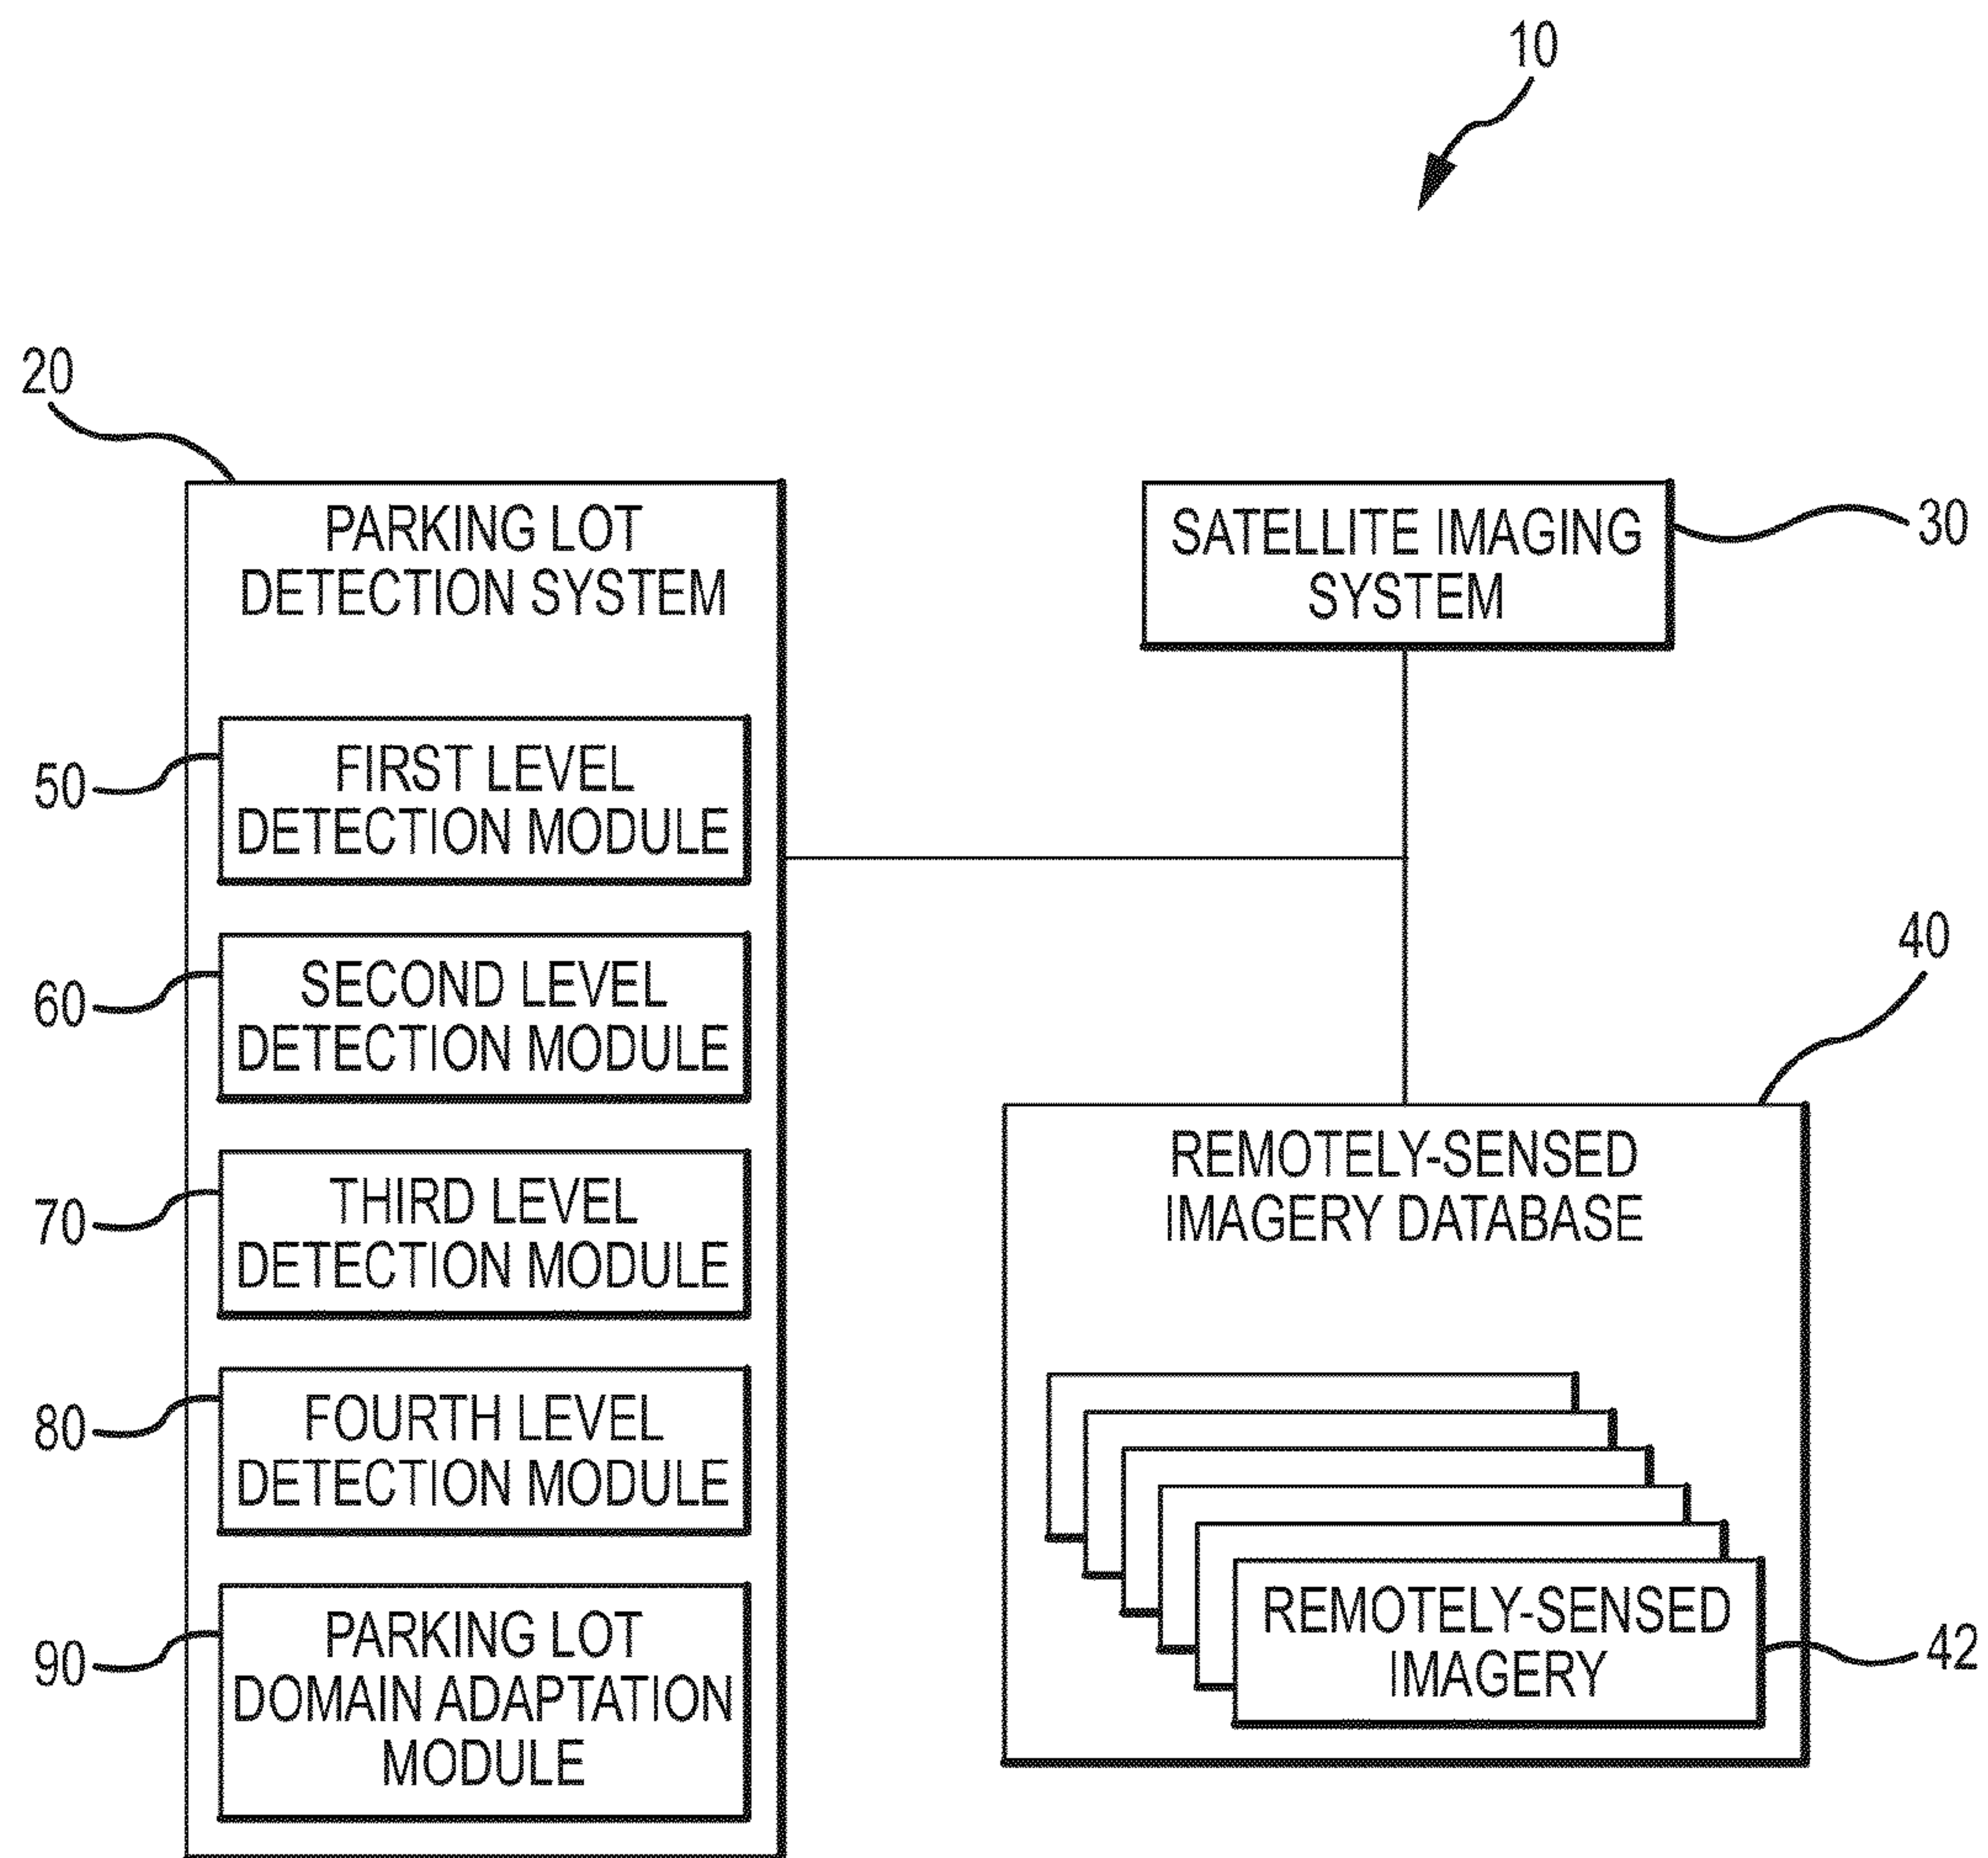 10
20
PARKING LOT
DETECTION SYSTEM
50
FIRST LEVEL
DETECTION MODULE
60
SECOND LEVEL
DETECTION MODULE
70
THIRD LEVEL
DETECTION MODULE
80
FOURTH LEVEL
DETECTION MODULE
90
PARKING LOT
DOMAIN ADAPTATION
MODULE
SATELLITE IMAGING
SYSTEM
30
40
REMOTELY-SENSED
IMAGERY DATABASE
REMOTELY-SENSED
IMAGERY
42